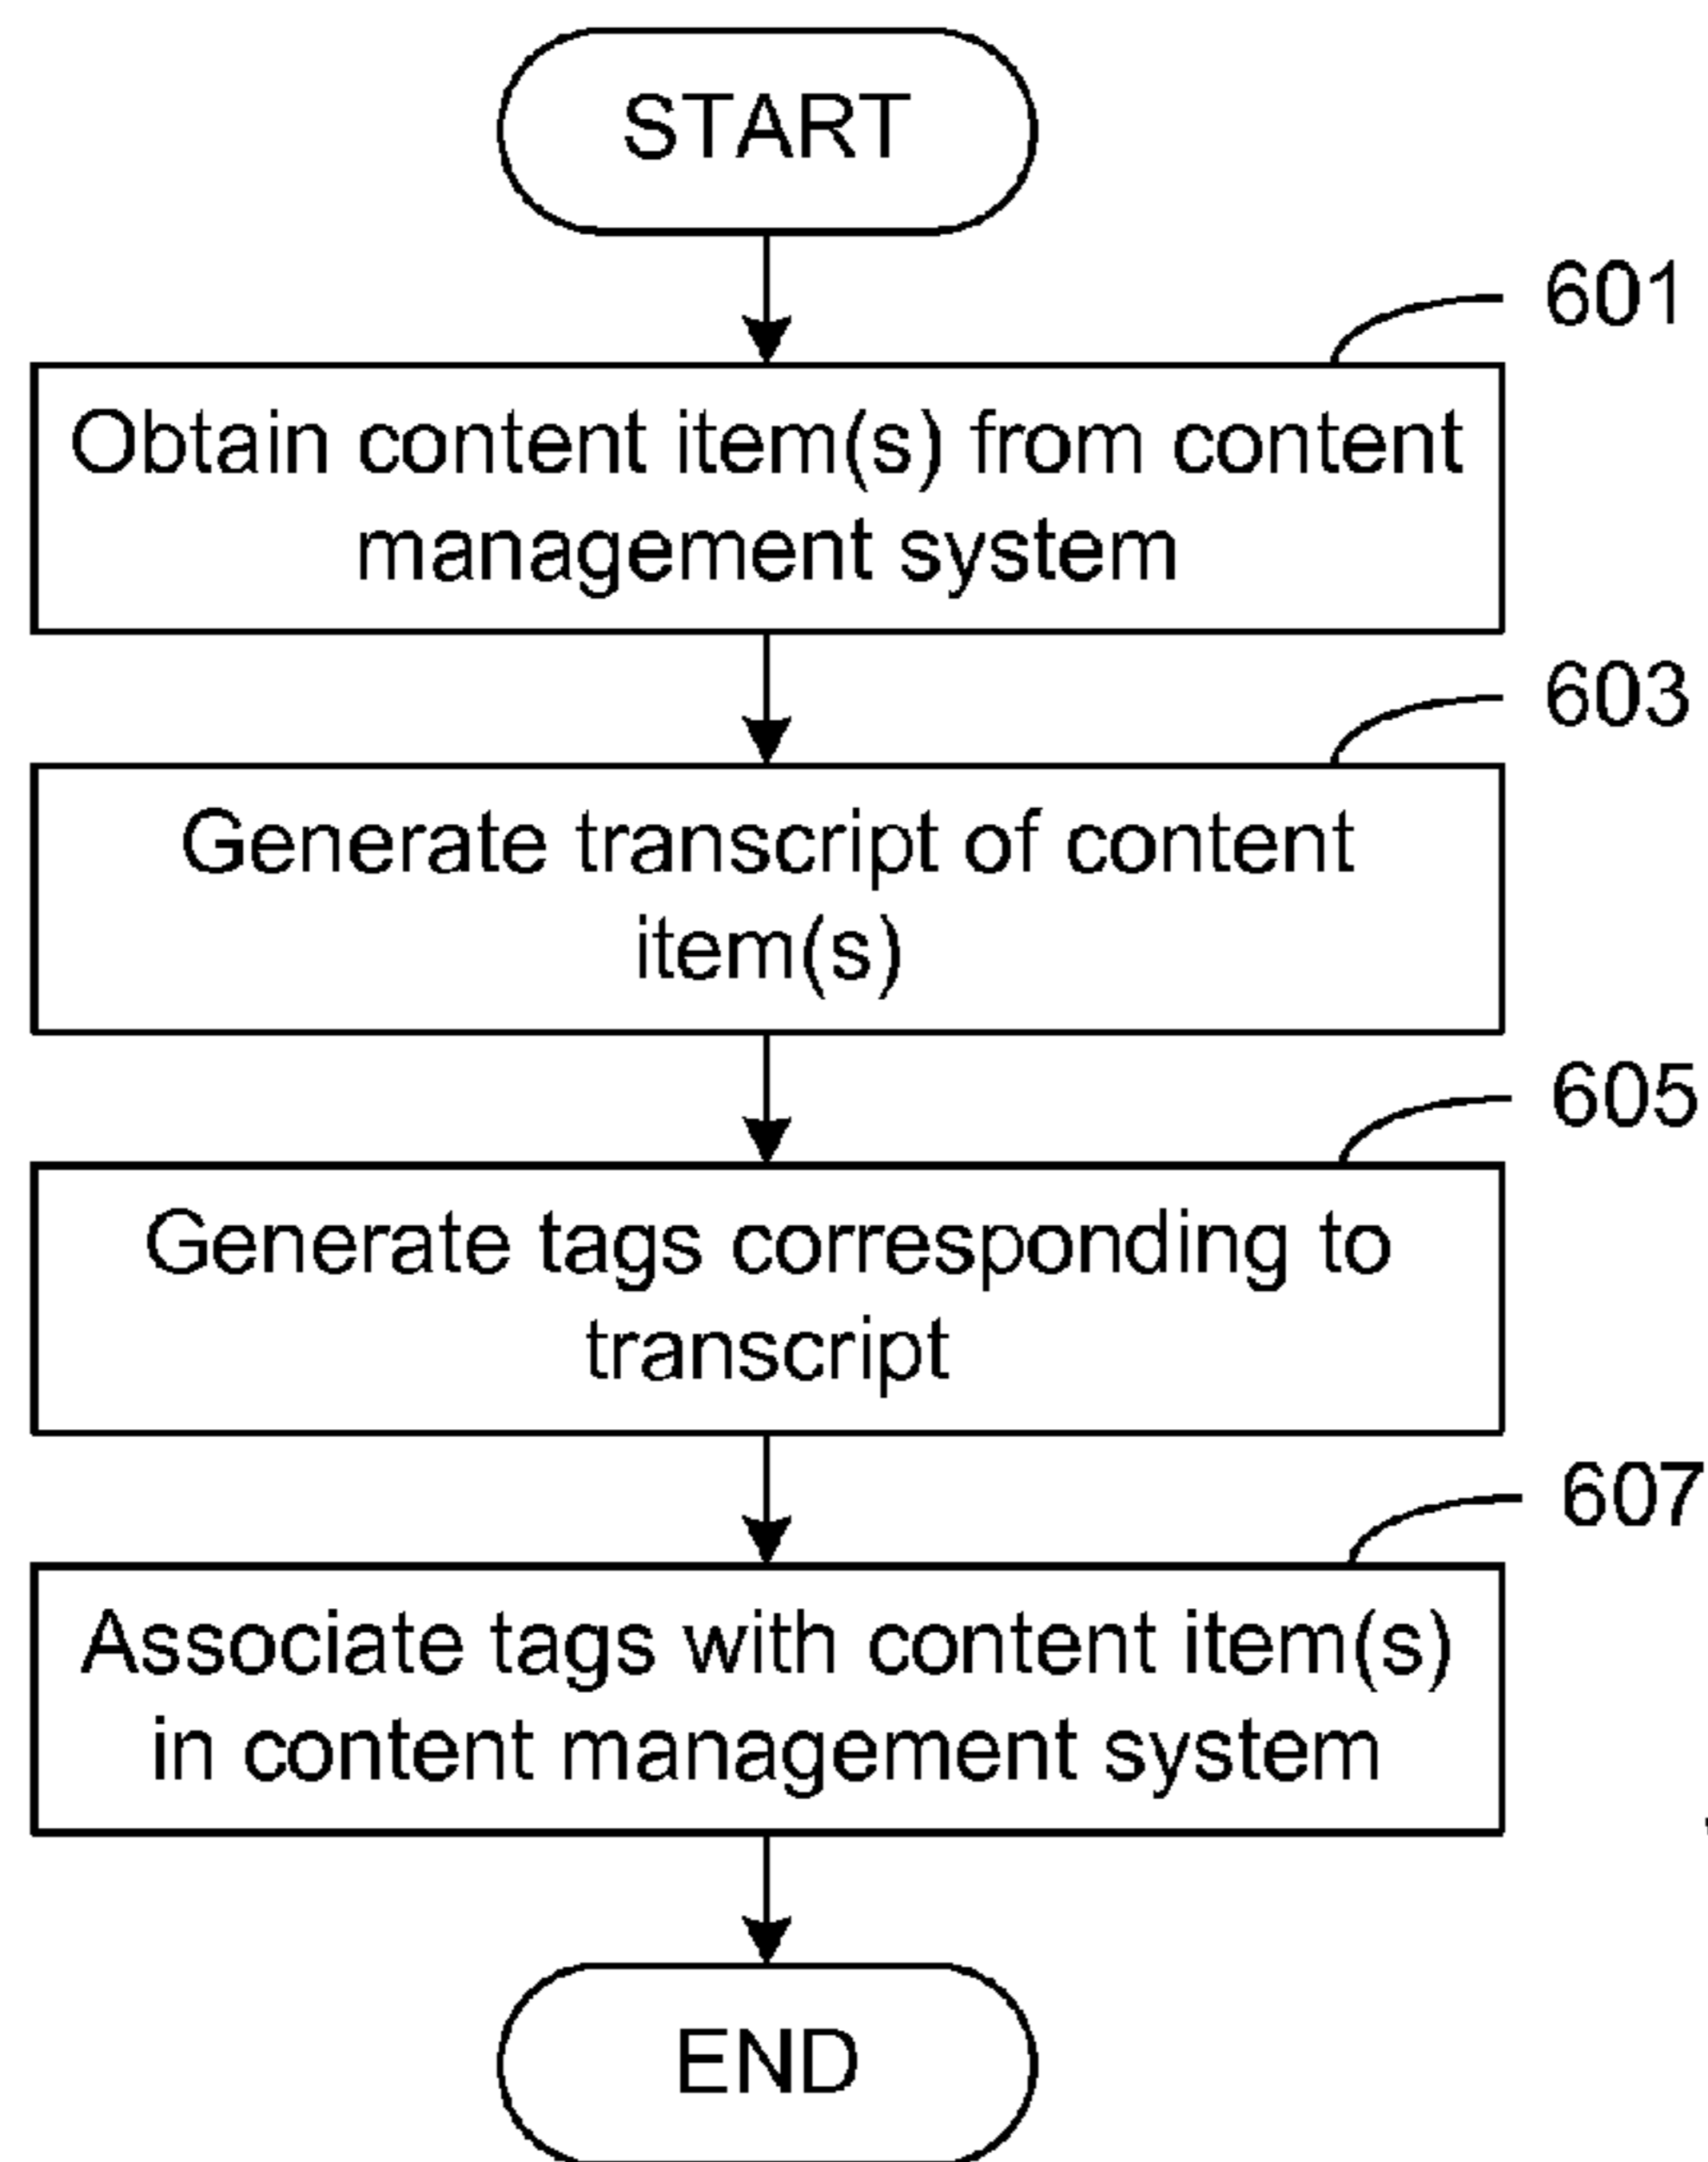 START
601
Obtain content item(s) from content
management system
603
Generate transcript of content
item(s)
605
Generate tags corresponding to
transcript
607
Associate tags with content item(s)
in content management system
END